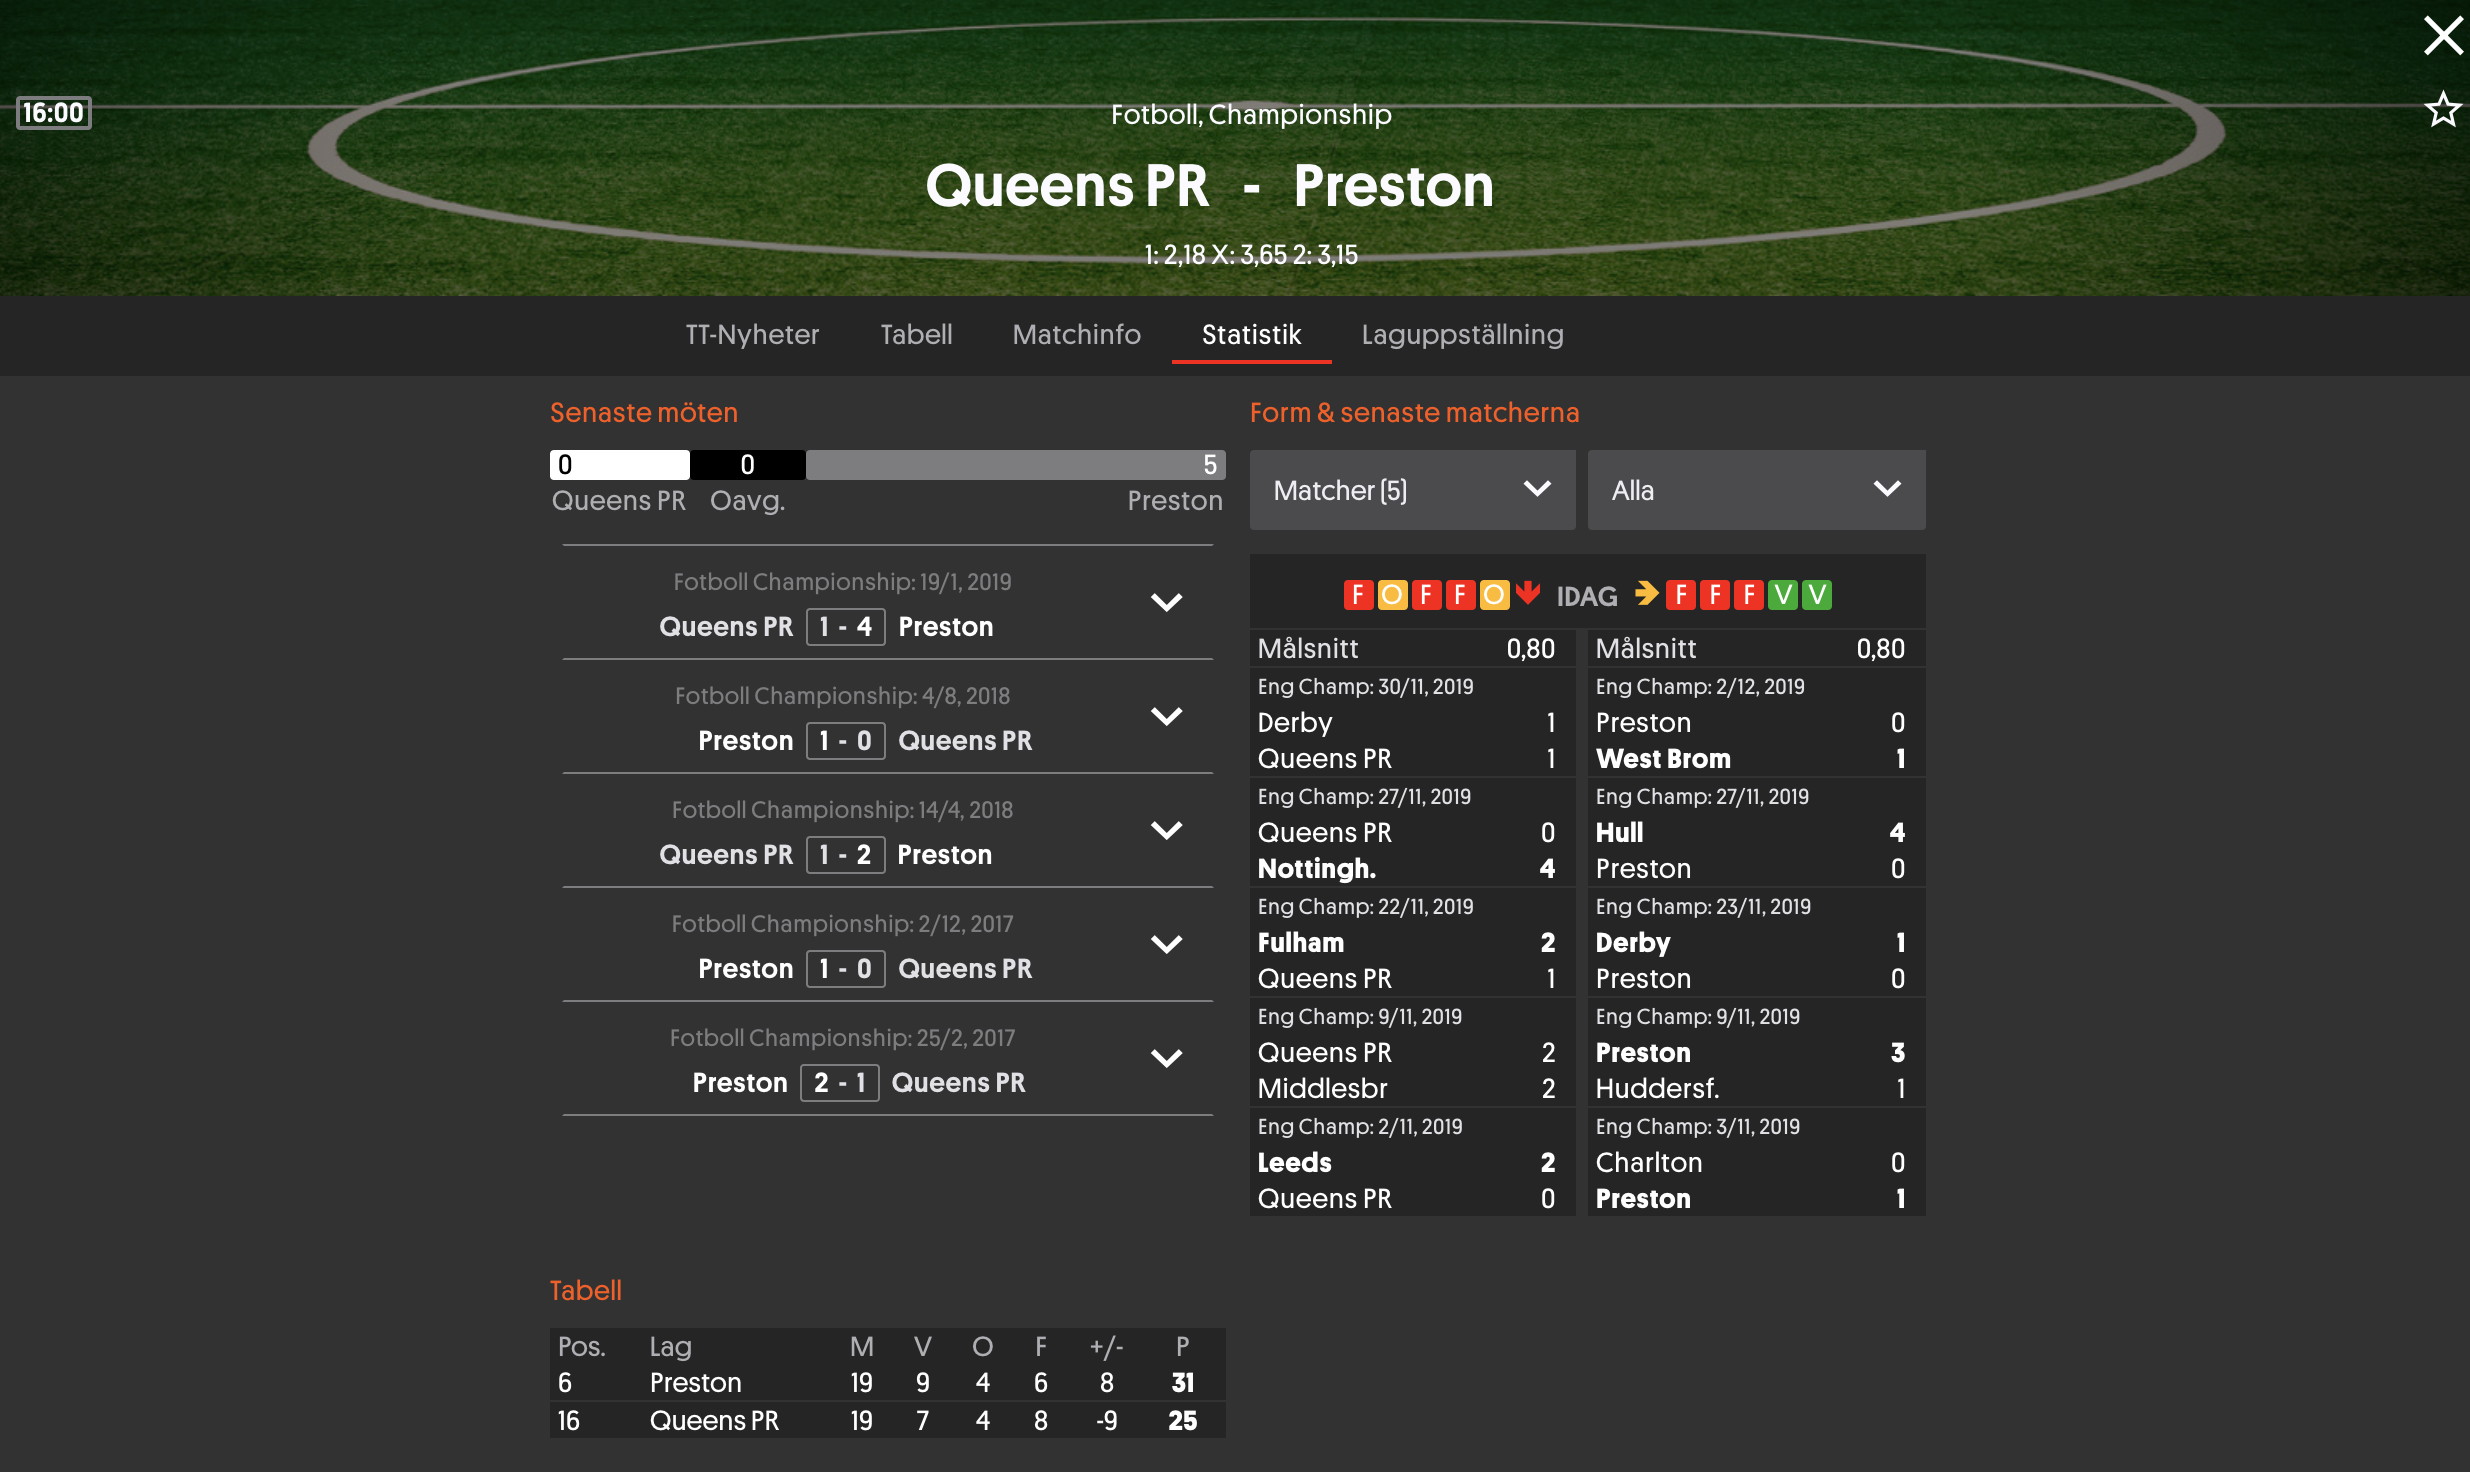 16:00
Fotboll, Championship
Queens PR - Preston
1: 2,18 X: 3,65 2: 3,15
TT-Nyheter Tabell Matchinfo Statistik Laguppställning
Senaste möten
0 0 5
Queens PR Oavg. Preston
Fotboll Championship: 19/1, 2019
Queens PR 1 - 4 Preston
Fotboll Championship: 4/8, 2018
Preston 1 - 0 Queens PR
Fotboll Championship: 14/4, 2018
Queens PR 1 - 2 Preston
Fotboll Championship: 2/12, 2017
Preston 1 - 0 Queens PR
Fotboll Championship: 25/2, 2017
Preston 2 - 1 Queens PR
Form & senaste matcherna
Matcher (5) Alla
F O F F O IDAG F F F V V
Målsnitt 0,80
Eng Champ: 30/11, 2019
Derby 1
Queens PR 1
Eng Champ: 27/11, 2019
Queens PR 0
Nottingh. 4
Eng Champ: 22/11, 2019
Fulham 2
Queens PR 1
Eng Champ: 9/11, 2019
Queens PR 2
Middlesbr 2
Eng Champ: 2/11, 2019
Leeds 2
Queens PR 0
Målsnitt 0,80
Eng Champ: 2/12, 2019
Preston 0
West Brom 1
Eng Champ: 27/11, 2019
Hull 4
Preston 0
Eng Champ: 23/11, 2019
Derby 1
Preston 0
Eng Champ: 9/11, 2019
Preston 3
Huddersf. 1
Eng Champ: 3/11, 2019
Charlton 0
Preston 1
Tabell
Pos. Lag M V O F +/- P
6 Preston 19 9 4 6 8 31
16 Queens PR 19 7 4 8 -9 25